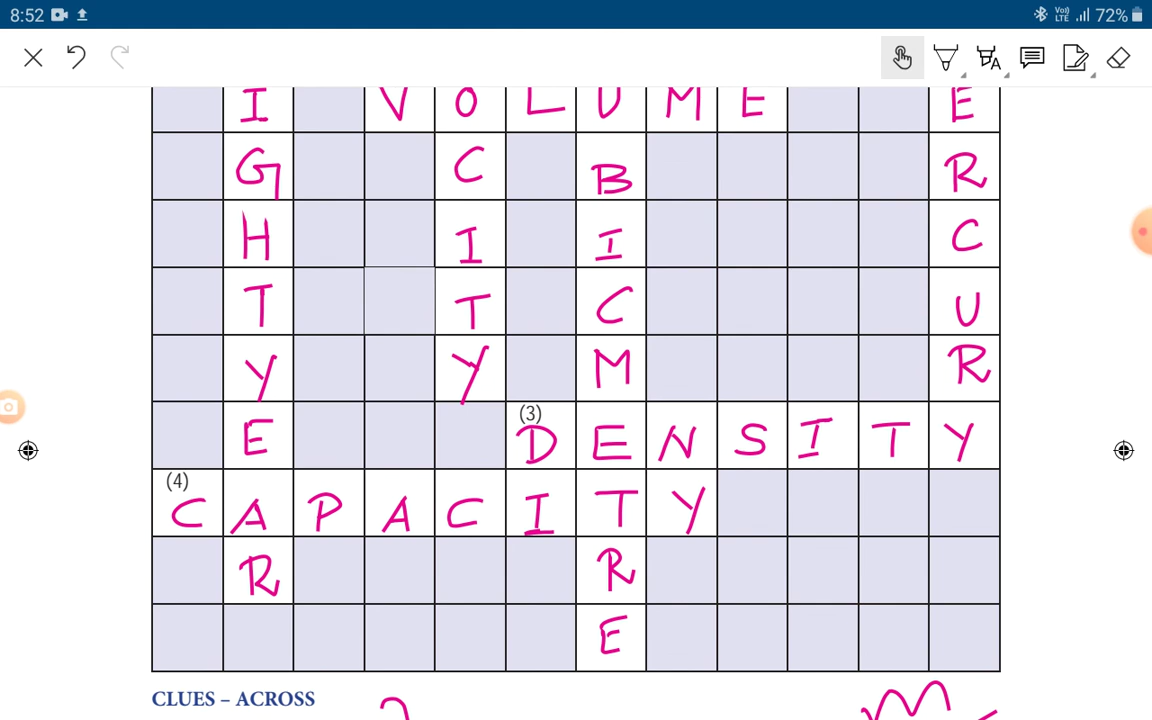 8:52 72%
I V O L U M E E
G C B R
H I I C
T T C U
Y Y M R
(3)
E D E N S I T Y
(4)
C A P A C I T Y
R R
E
CLUES – ACROSS